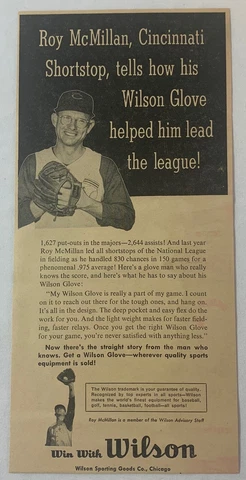 Roy McMillan, Cincinnati
Shortstop, tells how his
Wilson Glove
helped him lead
the league!
1,627 put-outs in the majors—2,644 assists! And last year
Roy McMillan led all shortstops of the National League
in fielding as he handled 830 chances in 150 games for a
phenomenal .975 average! Here's a glove man who really
knows the score, and here's what he has to say about his
Wilson Glove:
"My Wilson Glove is really a part of my game. I count
on it to reach out there for the tough ones, and hang on.
It's all in the design. The deep pocket and easy flex do the
work for you. And the light weight makes for faster field-
ing, faster relays. Once you get the right Wilson Glove
for your game, you're never satisfied with anything less."
Now there's the straight story from the man who
knows. Get a Wilson Glove—wherever quality sports
equipment is sold!
The Wilson trademark is your guarantee of quality.
Recognized by top experts in all sports—Wilson
makes the world's finest equipment for baseball,
golf, tennis, basketball, football—all sports!
Roy McMillan is a member of the Wilson Advisory Staff
Win With Wilson
Wilson Sporting Goods Co., Chicago